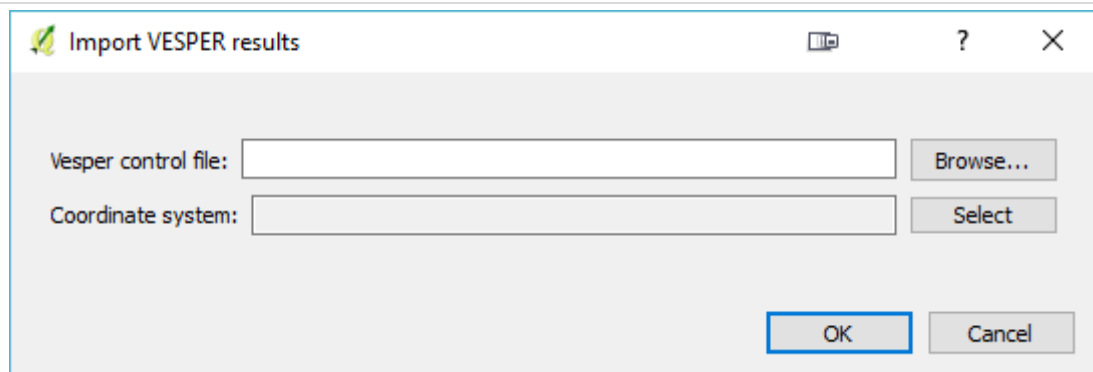 Import VESPER results
?
Vesper control file:
Browse...
Coordinate system:
Select
OK
Cancel